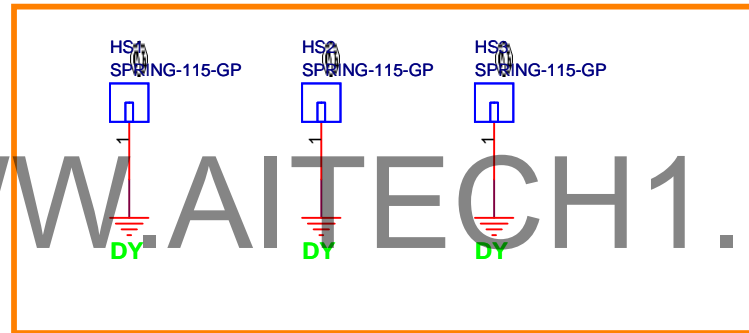 HS1 HS2 HS3
SPRING-115-GP SPRING-115-GP SPRING-115-GP
1 1 1
W.AITECH1.
DY DY DY